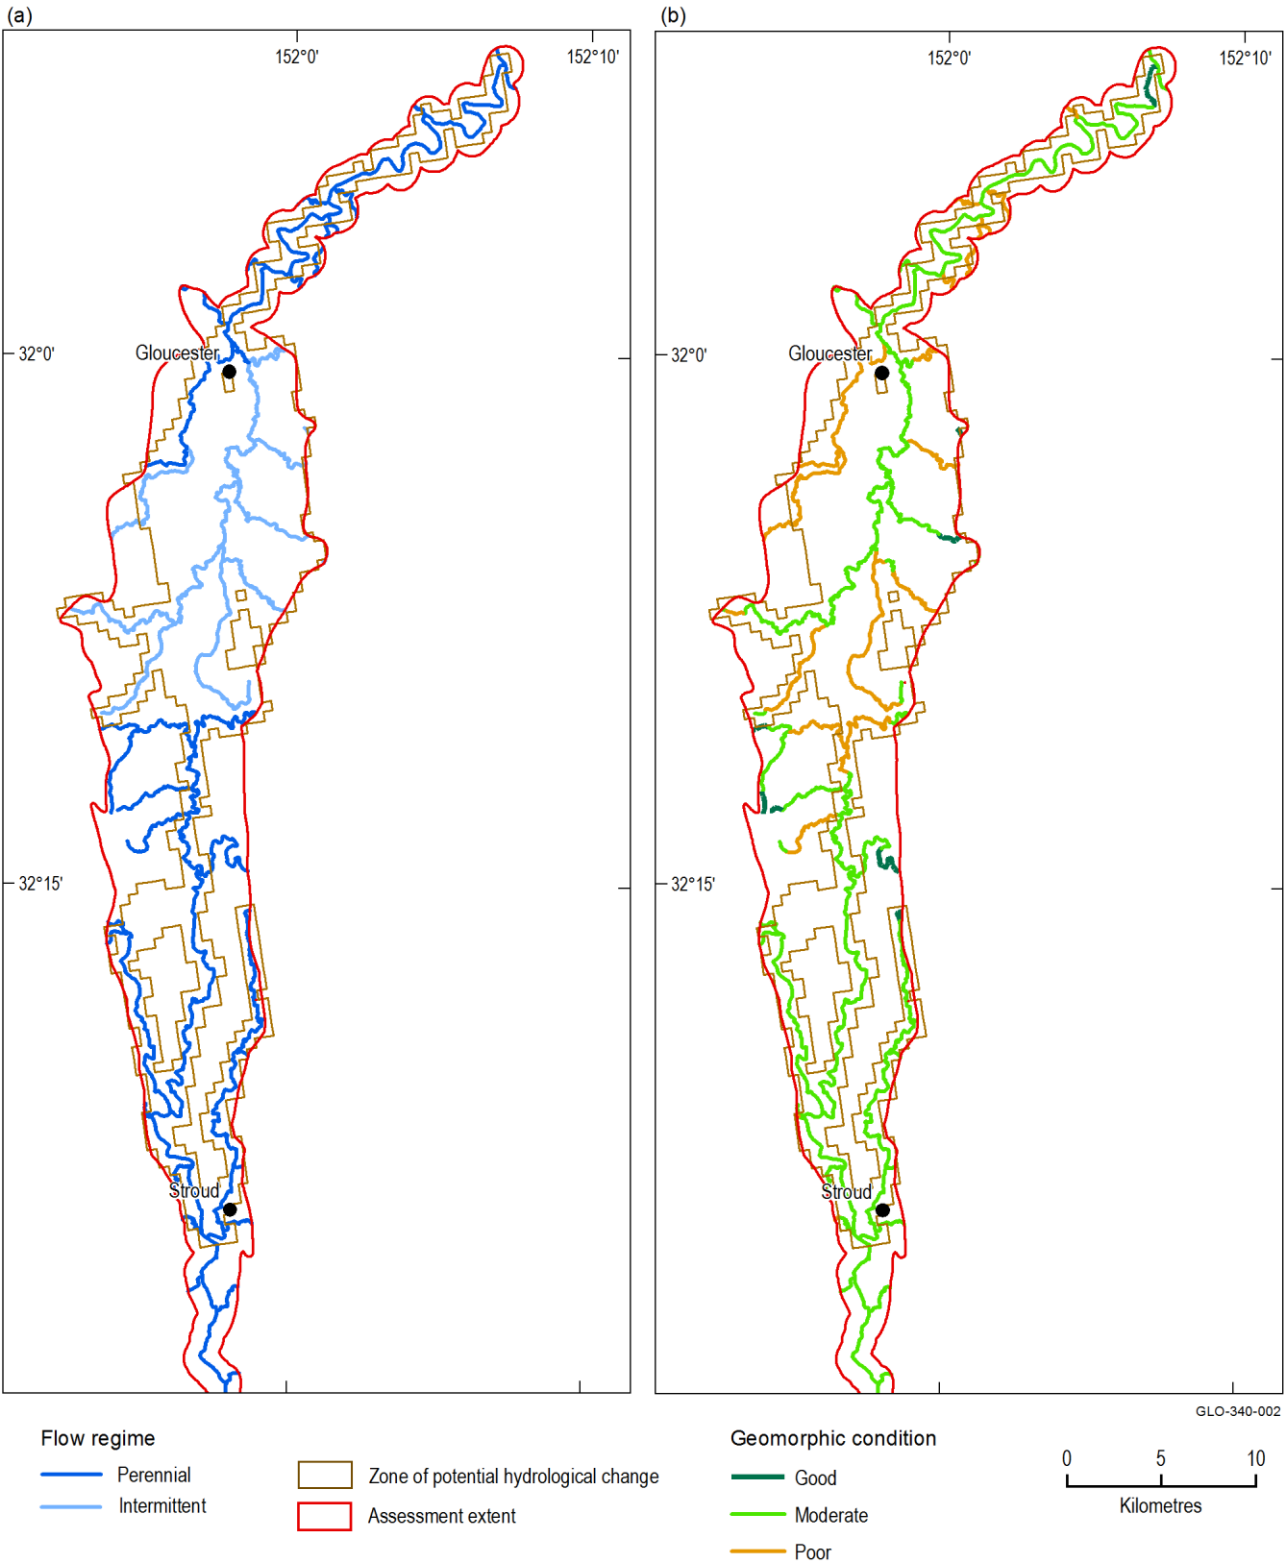 (a)
(b)
152°0'
152°10'
152°0'
152°10'
32°0'
Gloucester
32°0'
Gloucester
32°15'
32°15'
Stroud
Stroud
GLO-340-002
Flow regime
Perennial
Intermittent
Zone of potential hydrological change
Assessment extent
Geomorphic condition
Good
Moderate
Poor
0 5 10
Kilometres